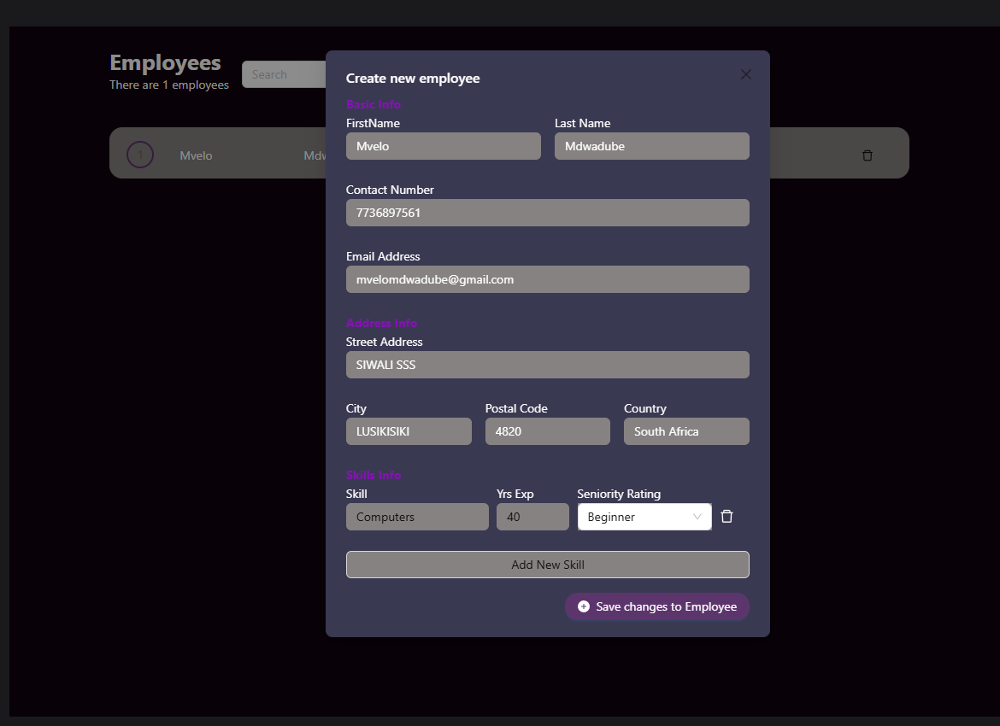 Employees
There are 1 employees
Search
1 Mvelo Mdw
Create new employee
Basic Info
FirstName Last Name
Mvelo Mdwadube
Contact Number
7736897561
Email Address
mvelomdwadube@gmail.com
Address Info
Street Address
SIWALI SSS
City Postal Code Country
LUSIKISIKI 4820 South Africa
Skills Info
Skill Yrs Exp Seniority Rating
Computers 40 Beginner
Add New Skill
Save changes to Employee